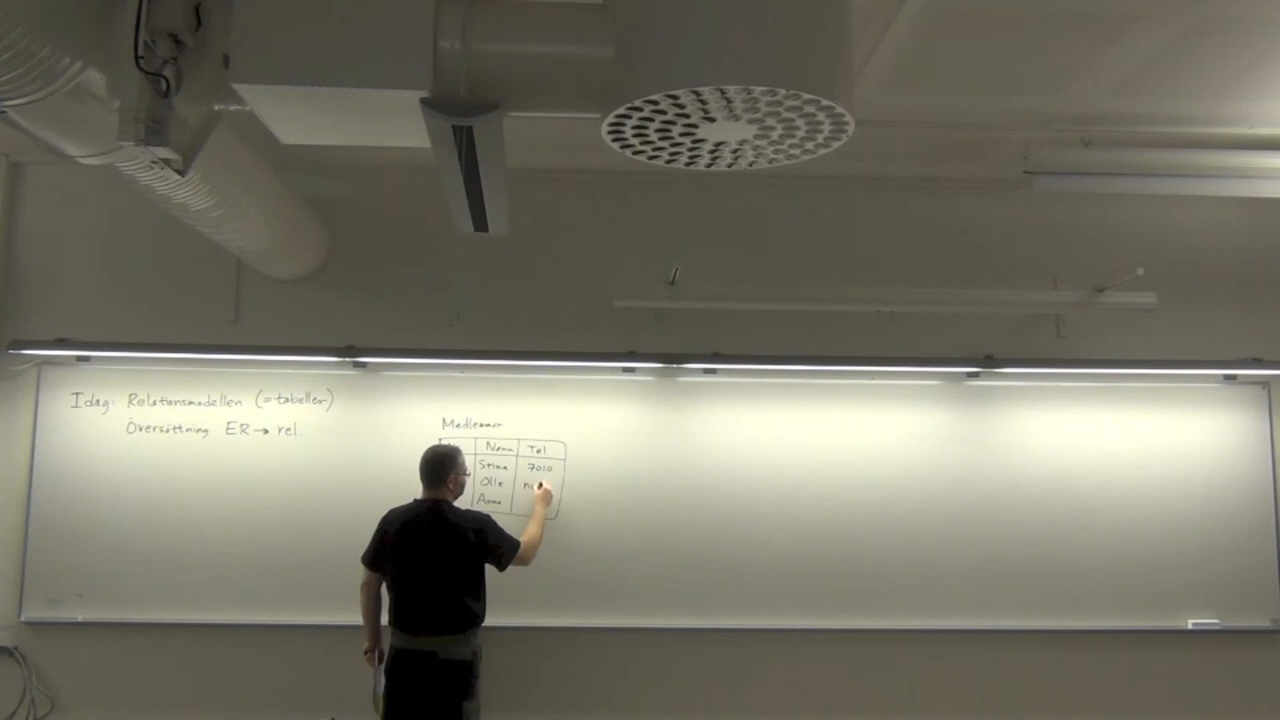 Idag: Relationsmodellen (=tabeller)
Översättning ER→ rel.
Medlemmar
Namn Tel
Stina 7010
Olle
Anna